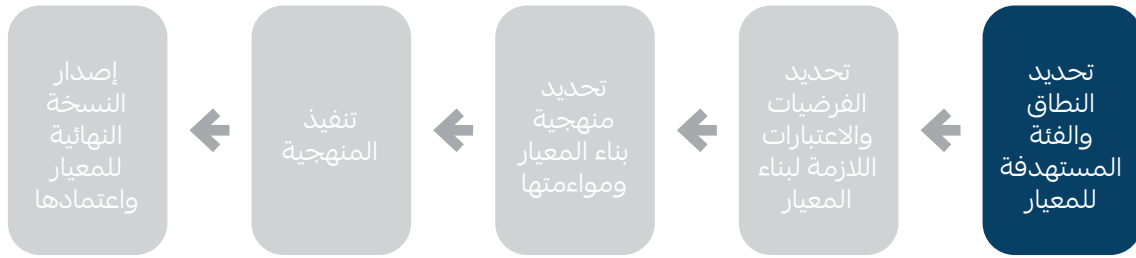 تحديد
النطاق
والفئة
المستهدفة
للمعيار
تحديد
الفرضيات
والاعتبارات
اللازمة لبناء
المعيار
تحديد
منهجية
بناء المعيار
ومواءمتها
تنفيذ
المنهجية
إصدار
النسخة
النهائية
للمعيار
واعتمادها